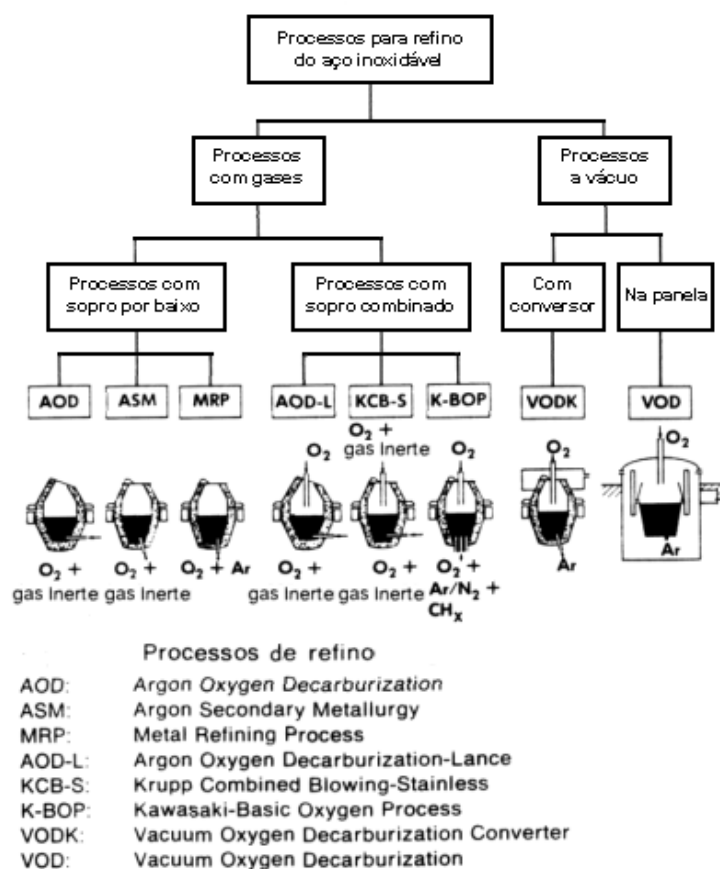 Processos para refino
do aço inoxidável
Processos
com gases
Processos
a vácuo
Processos com
sopro por baixo
Processos com
sopro combinado
Com
conversor
Na panela
AOD
ASM
MRP
AOD-L
KCB-S
K-BOP
VODK
VOD
O₂ +
gas Inerte
O₂
O₂
O₂
O₂
O₂ +
gas Inerte
O₂ +
gas Inerte
O₂ + Ar
O₂ +
gas Inerte
O₂ +
gas Inerte
O₂ +
Ar/N₂ +
CHₓ
Ar
Ar
Processos de refino
AOD: Argon Oxygen Decarburization
ASM: Argon Secondary Metallurgy
MRP: Metal Refining Process
AOD-L: Argon Oxygen Decarburization-Lance
KCB-S: Krupp Combined Blowing-Stainless
K-BOP: Kawasaki-Basic Oxygen Process
VODK: Vacuum Oxygen Decarburization Converter
VOD: Vacuum Oxygen Decarburization